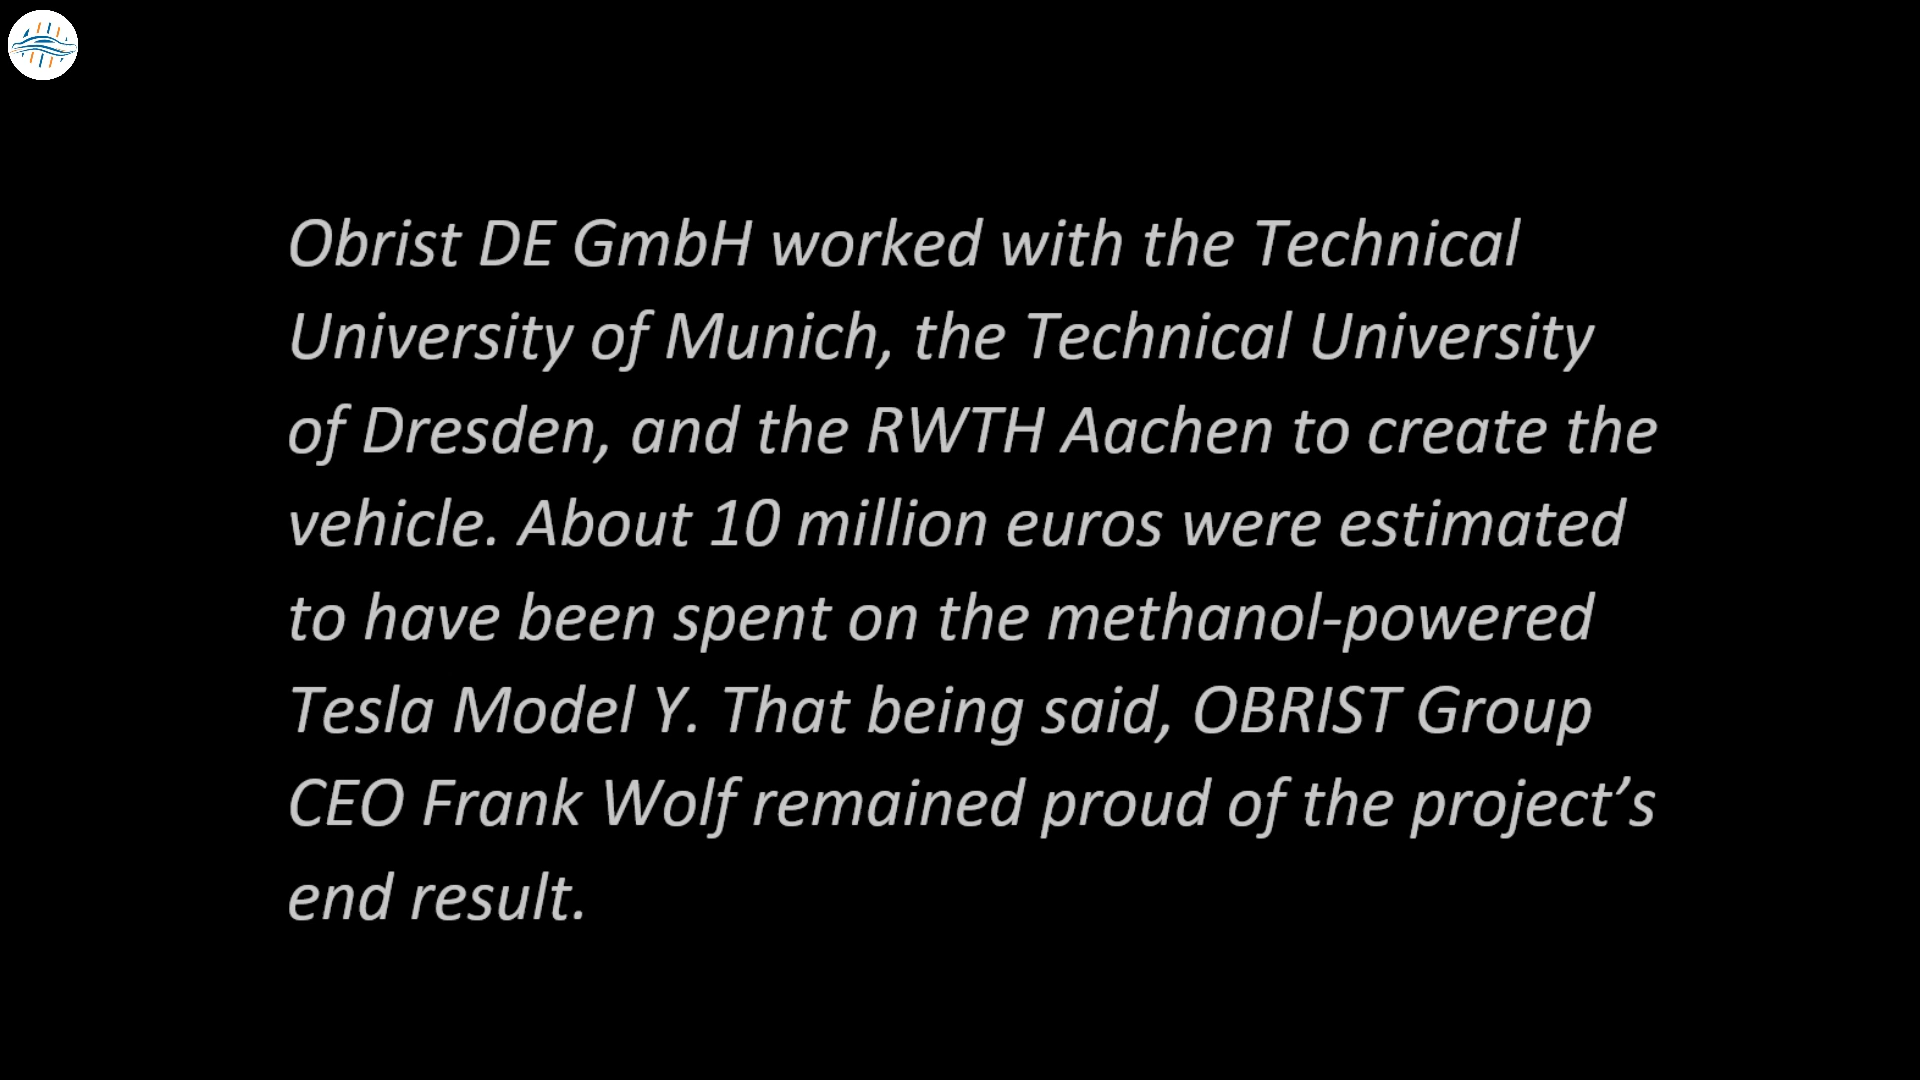 Obrist DE GmbH worked with the Technical
University of Munich, the Technical University
of Dresden, and the RWTH Aachen to create the
vehicle. About 10 million euros were estimated
to have been spent on the methanol-powered
Tesla Model Y. That being said, OBRIST Group
CEO Frank Wolf remained proud of the project’s
end result.